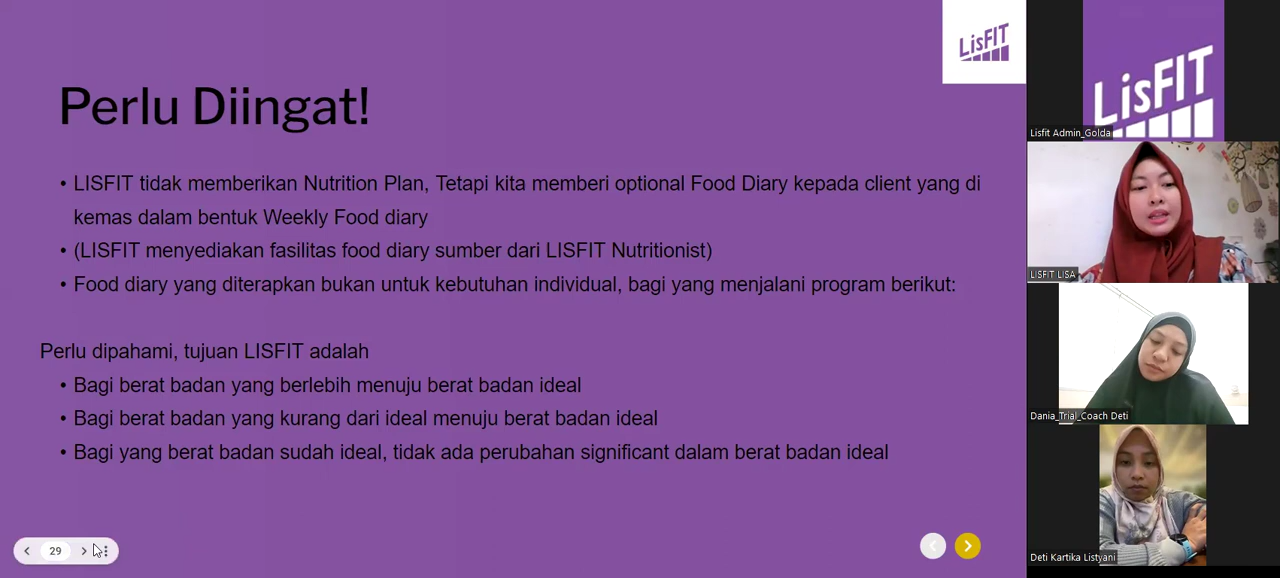 LisFIT
Perlu Diingat!
• LISFIT tidak memberikan Nutrition Plan, Tetapi kita memberi optional Food Diary kepada client yang di
kemas dalam bentuk Weekly Food diary
• (LISFIT menyediakan fasilitas food diary sumber dari LISFIT Nutritionist)
• Food diary yang diterapkan bukan untuk kebutuhan individual, bagi yang menjalani program berikut:
Perlu dipahami, tujuan LISFIT adalah
• Bagi berat badan yang berlebih menuju berat badan ideal
• Bagi berat badan yang kurang dari ideal menuju berat badan ideal
• Bagi yang berat badan sudah ideal, tidak ada perubahan significant dalam berat badan ideal
29
LisFIT
Lisfit Admin_Golda
LISFIT LISA
Dania_Trial_Coach Deti
Deti Kartika Listyani